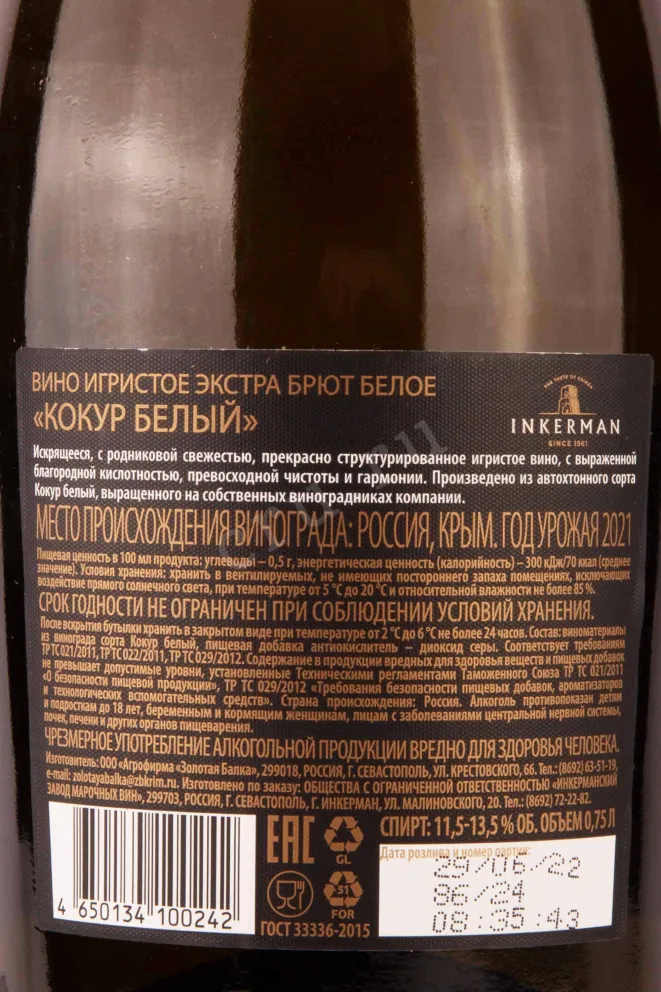 ВИНО ИГРИСТОЕ ЭКСТРА БРЮТ БЕЛОЕ
«КОКУР БЕЛЫЙ»
THE TASTE OF CRIMEA
INKERMAN
SINCE 1961
Искрящееся, с родниковой свежестью, прекрасно структурированное игристое вино, с выраженной
благородной кислотностью, превосходной чистоты и гармонии. Произведено из автохтонного сорта
Кокур белый, выращенного на собственных виноградниках компании.
МЕСТО ПРОИСХОЖДЕНИЯ ВИНОГРАДА: РОССИЯ, КРЫМ. ГОД УРОЖАЯ 2021
Пищевая ценность в 100 мл продукта: углеводы – 0,5 г, энергетическая ценность (калорийность) – 300 кДж/70 ккал (среднее
значение). Условия хранения: хранить в вентилируемых, не имеющих постороннего запаха помещениях, исключающих
воздействие прямого солнечного света, при температуре от 5 °С до 20 °С и относительной влажности не более 85 %.
СРОК ГОДНОСТИ НЕ ОГРАНИЧЕН ПРИ СОБЛЮДЕНИИ УСЛОВИЙ ХРАНЕНИЯ.
После вскрытия бутылки хранить в закрытом виде при температуре от 2 °С до 6 °С не более 24 часов. Состав: виноматериалы
из винограда сорта Кокур белый, пищевая добавка антиокислитель – диоксид серы. Соответствует требованиям
ТР ТС 021/2011, ТР ТС 022/2011, ТР ТС 029/2012. Содержание в продукции вредных для здоровья веществ и пищевых добавок
не превышает допустимые уровни, установленные Техническими регламентами Таможенного Союза ТР ТС 021/2011
«О безопасности пищевой продукции», ТР ТС 029/2012 «Требования безопасности пищевых добавок, ароматизаторов
и технологических вспомогательных средств». Страна происхождения: Россия. Алкоголь противопоказан детям
и подросткам до 18 лет, беременным и кормящим женщинам, лицам с заболеваниями центральной нервной системы,
почек, печени и других органов пищеварения.
ЧРЕЗМЕРНОЕ УПОТРЕБЛЕНИЕ АЛКОГОЛЬНОЙ ПРОДУКЦИИ ВРЕДНО ДЛЯ ЗДОРОВЬЯ ЧЕЛОВЕКА.
Изготовитель: ООО «Агрофирма «Золотая Балка», 299018, РОССИЯ, Г. СЕВАСТОПОЛЬ, УЛ. КРЕСТОВСКОГО, 66. Тел.: (8692) 63-51-19,
e-mail: zolotayabalka@zbkrim.ru. Изготовлено по заказу: ОБЩЕСТВА С ОГРАНИЧЕННОЙ ОТВЕТСТВЕННОСТЬЮ «ИНКЕРМАНСКИЙ
ЗАВОД МАРОЧНЫХ ВИН», 299703, РОССИЯ, Г. СЕВАСТОПОЛЬ, Г. ИНКЕРМАН, УЛ. МАЛИНОВСКОГО, 20. Тел.: (8692) 72-22-82.
СПИРТ: 11,5-13,5 % ОБ. ОБЪЕМ 0,75 Л
Дата розлива и номер партии:
29/06/22
86/24
08:35:43
EAC
GL
51
FOR
ГОСТ 33336-2015
4 650134 100242